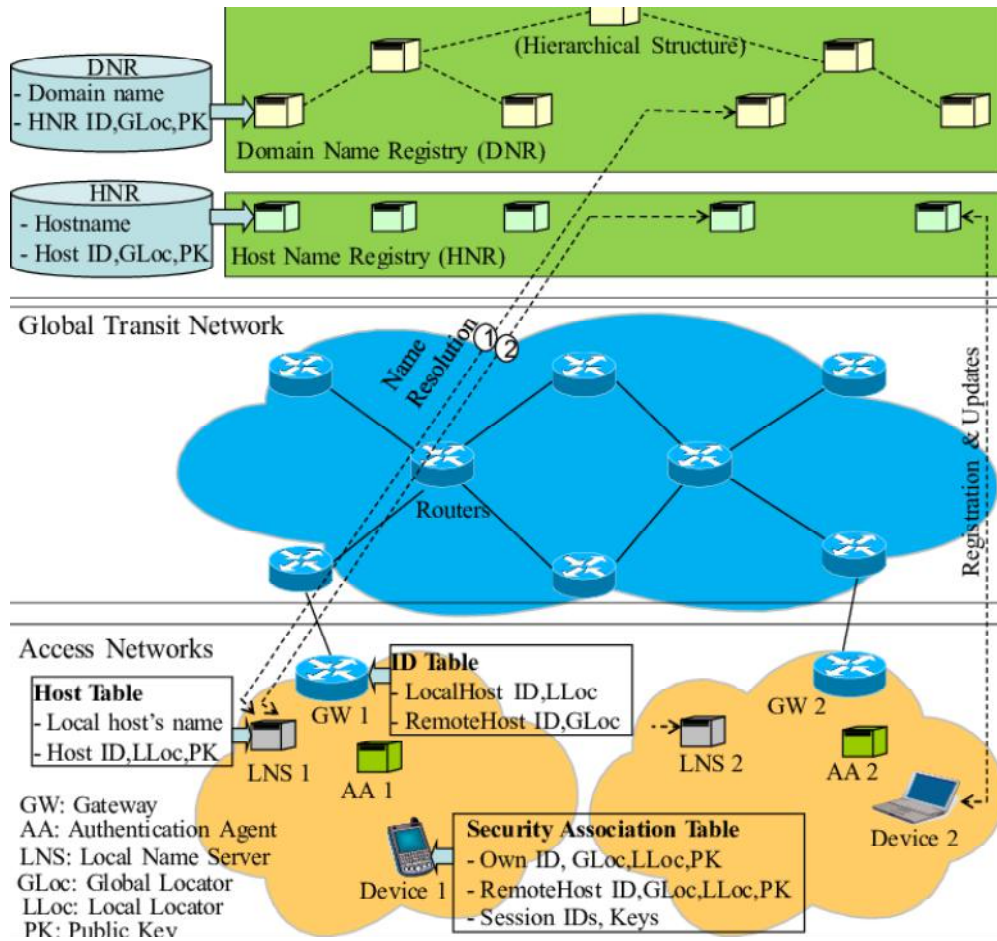 (Hierarchical Structure)
DNR
- Domain name
- HNR ID,GLoc,PK
Domain Name Registry (DNR)
HNR
- Hostname
- Host ID,GLoc,PK
Host Name Registry (HNR)
Global Transit Network
Name
Resolution
1
2
Routers
Registration & Updates
Access Networks
Host Table
- Local host's name
- Host ID,LLoc,PK
LNS 1
GW 1
ID Table
- LocalHost ID,LLoc
- RemoteHost ID,GLoc
AA 1
LNS 2
GW 2
AA 2
Device 2
Device 1
Security Association Table
- Own ID, GLoc,LLoc,PK
- RemoteHost ID,GLoc,LLoc,PK
- Session IDs, Keys
GW: Gateway
AA: Authentication Agent
LNS: Local Name Server
GLoc: Global Locator
LLoc: Local Locator
PK: Public Key